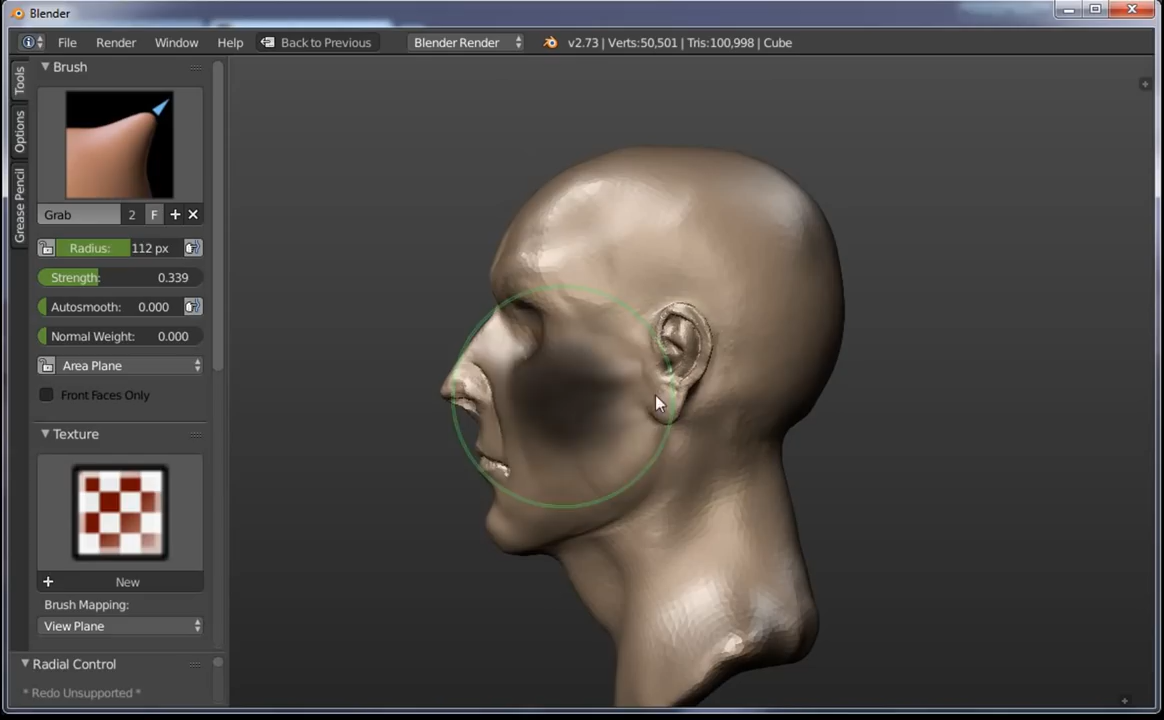 Blender
File Render Window Help Back to Previous Blender Render v2.73 | Verts:50,501 | Tris:100,998 | Cube
Tools
Options
Grease Pencil
Brush
Grab 2 F
Radius: 112 px
Strength: 0.339
Autosmooth: 0.000
Normal Weight: 0.000
Area Plane
Front Faces Only
Texture
New
Brush Mapping:
View Plane
Radial Control
* Redo Unsupported *